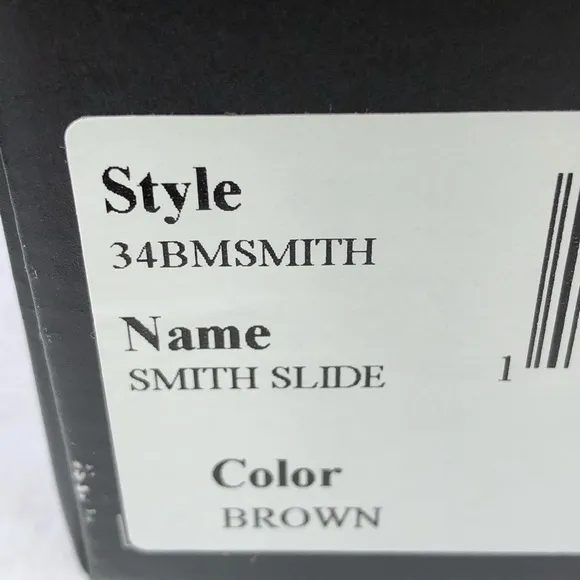 Style
34BMSMITH
Name
SMITH SLIDE
1
Color
BROWN